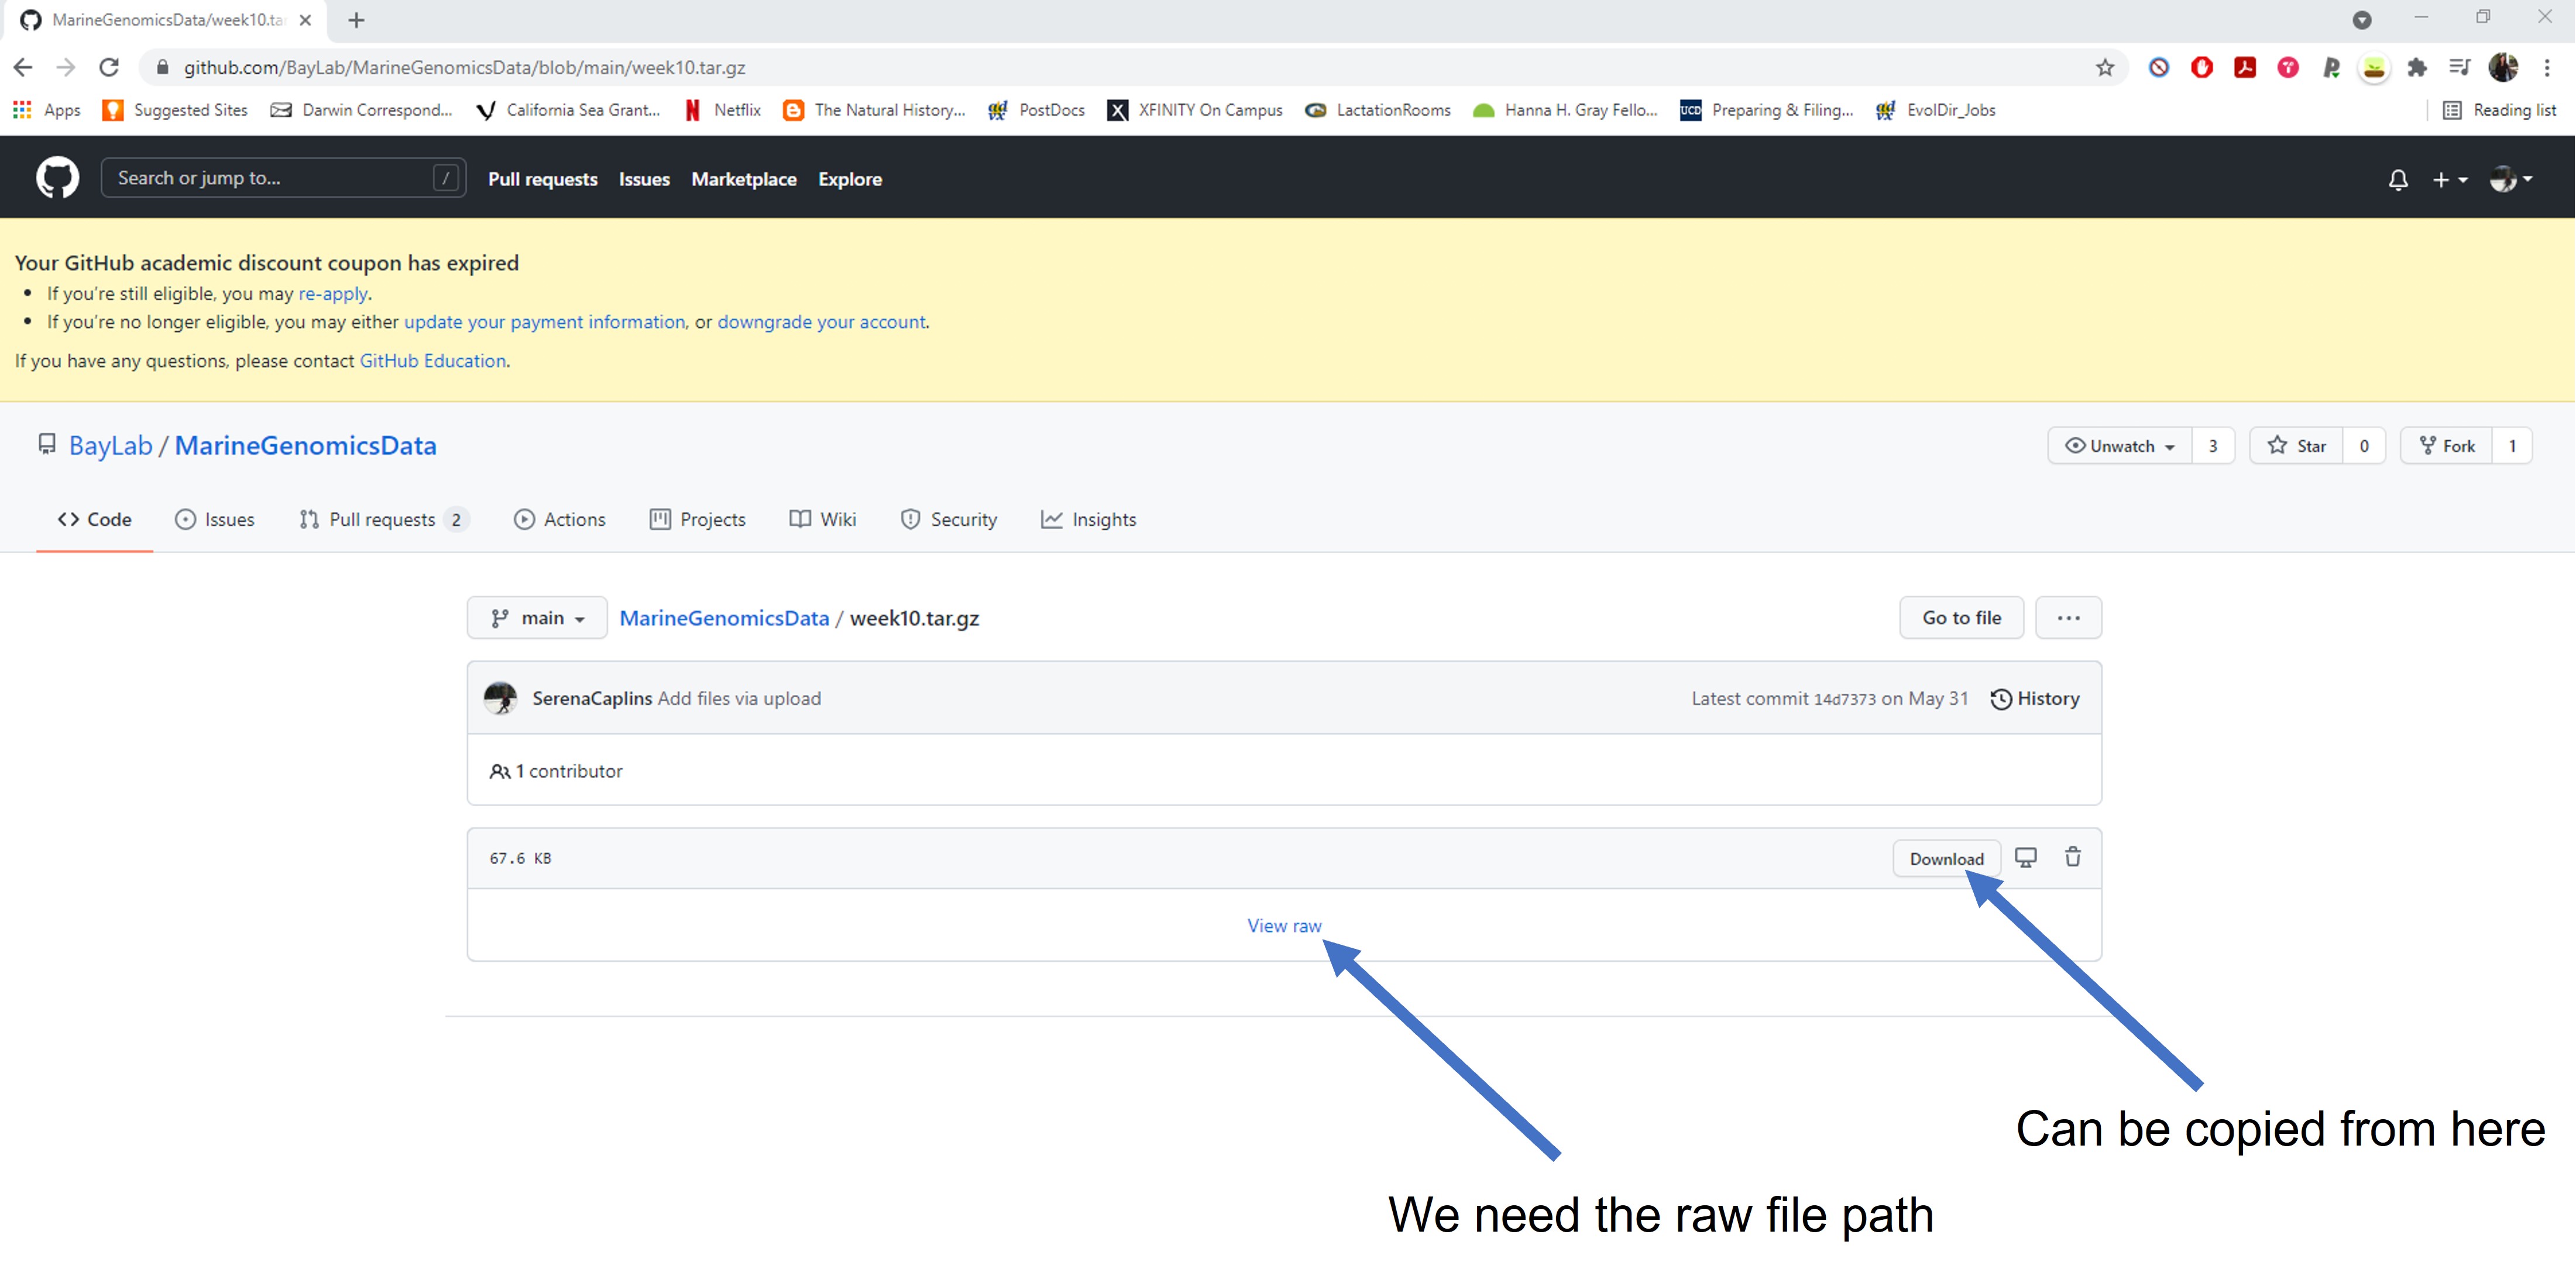 MarineGenomicsData/week10.ta
github.com/BayLab/MarineGenomicsData/blob/main/week10.tar.gz
Apps Suggested Sites Darwin Correspond... California Sea Grant... Netflix The Natural History... PostDocs XFINITY On Campus LactationRooms Hanna H. Gray Fello... UCD Preparing & Filing... EvolDir_Jobs Reading list
Search or jump to... / Pull requests Issues Marketplace Explore
Your GitHub academic discount coupon has expired
• If you're still eligible, you may re-apply.
• If you're no longer eligible, you may either update your payment information, or downgrade your account.
If you have any questions, please contact GitHub Education.
BayLab / MarineGenomicsData Unwatch 3 Star 0 Fork 1
Code Issues Pull requests 2 Actions Projects Wiki Security Insights
main MarineGenomicsData / week10.tar.gz Go to file ...
SerenaCaplins Add files via upload Latest commit 14d7373 on May 31 History
1 contributor
67.6 KB Download
View raw
Can be copied from here
We need the raw file path